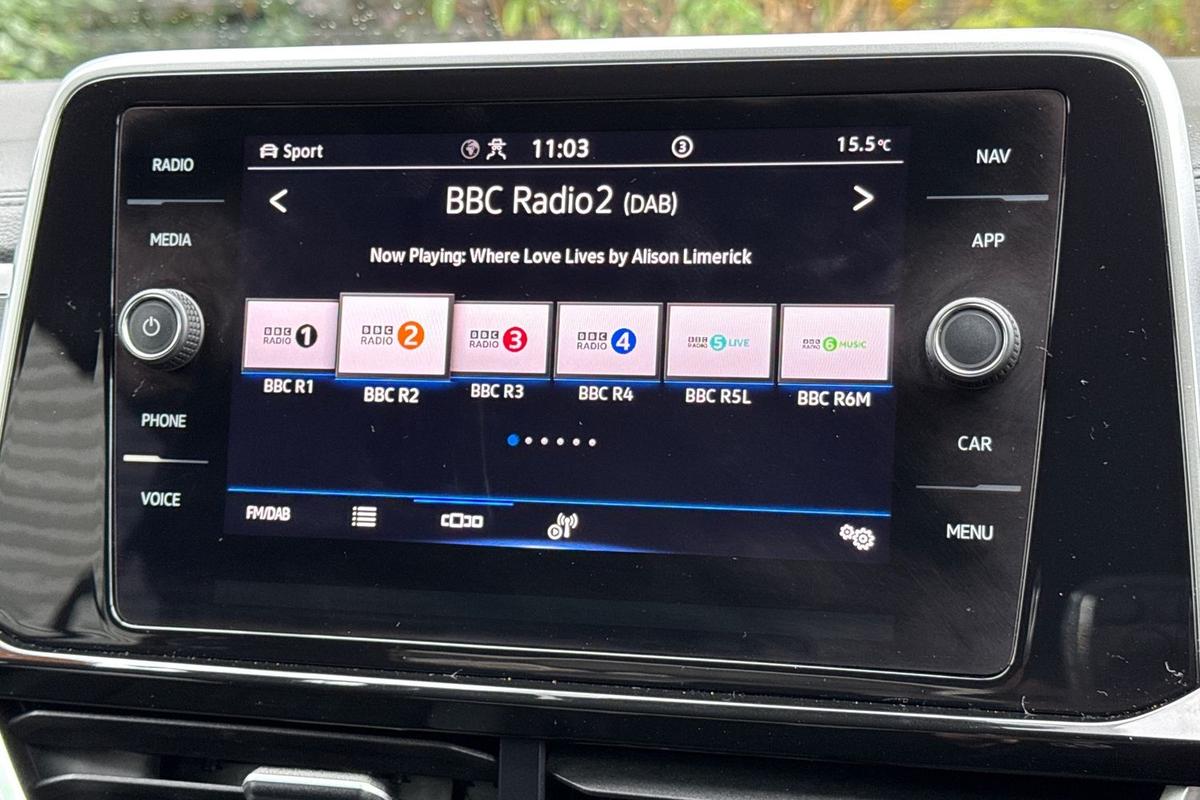 Sport 11:03 3 15.5°C
RADIO
NAV
BBC Radio2 (DAB)
MEDIA
APP
Now Playing: Where Love Lives by Alison Limerick
BBC RADIO 1
BBC RADIO 2
BBC RADIO 3
BBC RADIO 4
BBC RADIO 5 LIVE
BBC RADIO 6 MUSIC
BBC R1 BBC R2 BBC R3 BBC R4 BBC R5L BBC R6M
PHONE
CAR
VOICE
FM/DAB
MENU